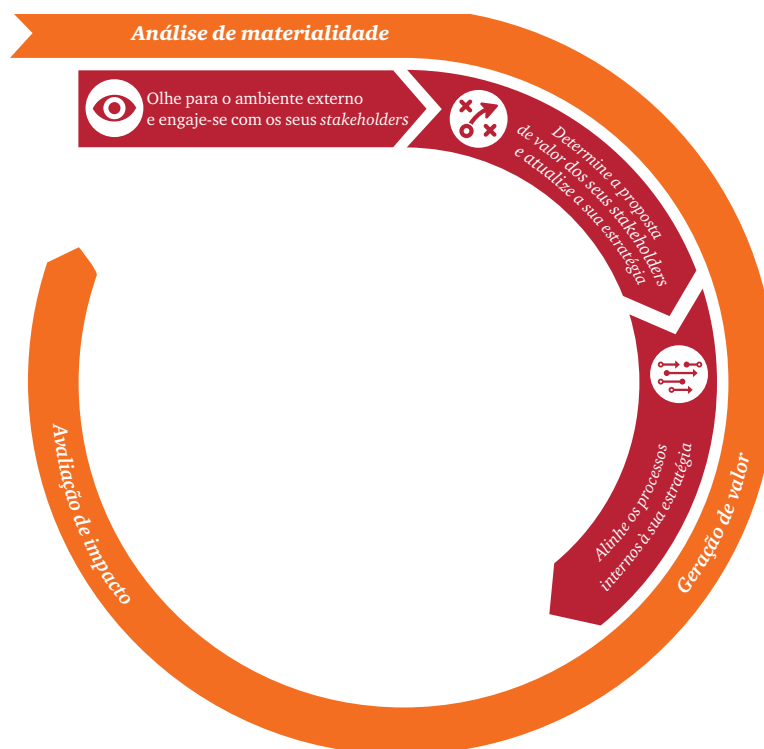 Análise de materialidade
Olhe para o ambiente externo
e engaje-se com os seus stakeholders
Determine a proposta
de valor dos seus stakeholders
e atualize a sua estratégia
Alinhe os processos
internos à sua estratégia
Geração de valor
Avaliação de impacto